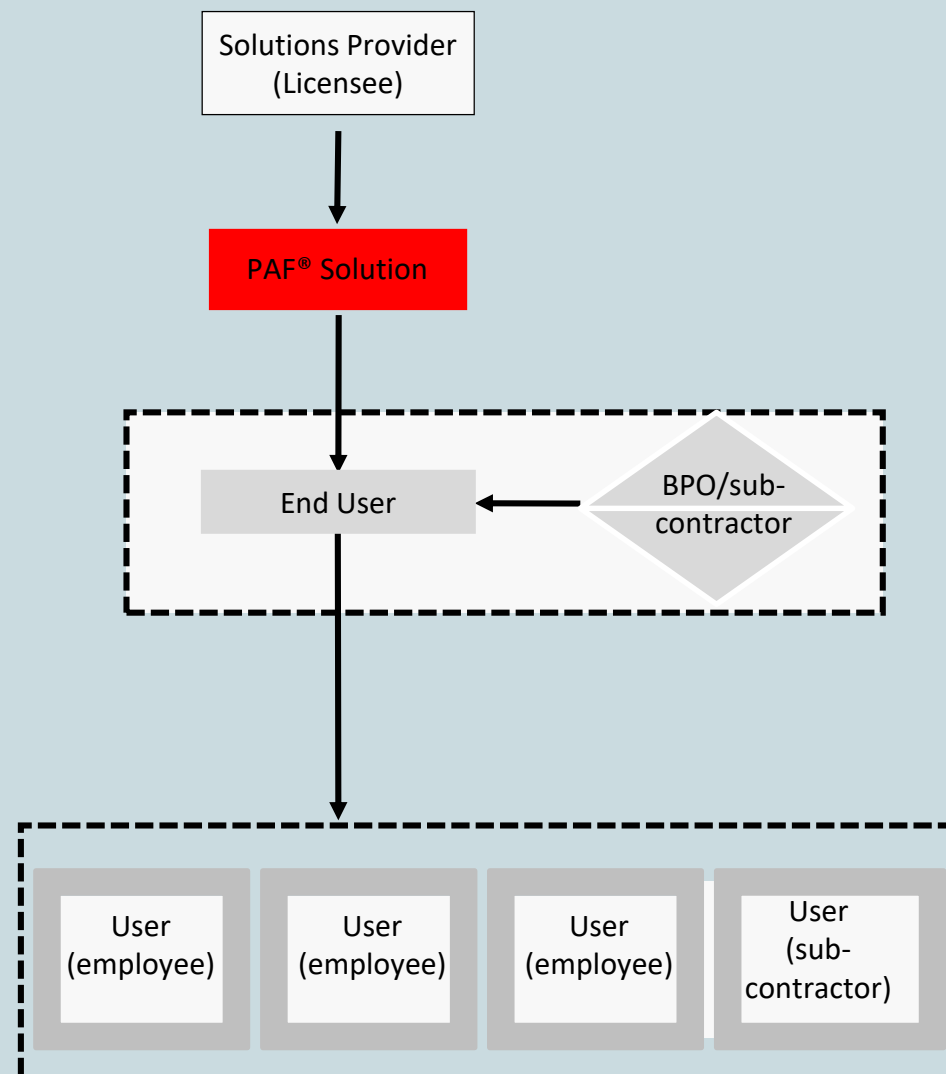 Solutions Provider
(Licensee)
PAF® Solution
End User
BPO/sub-
contractor
User
(employee)
User
(employee)
User
(employee)
User
(sub-
contractor)